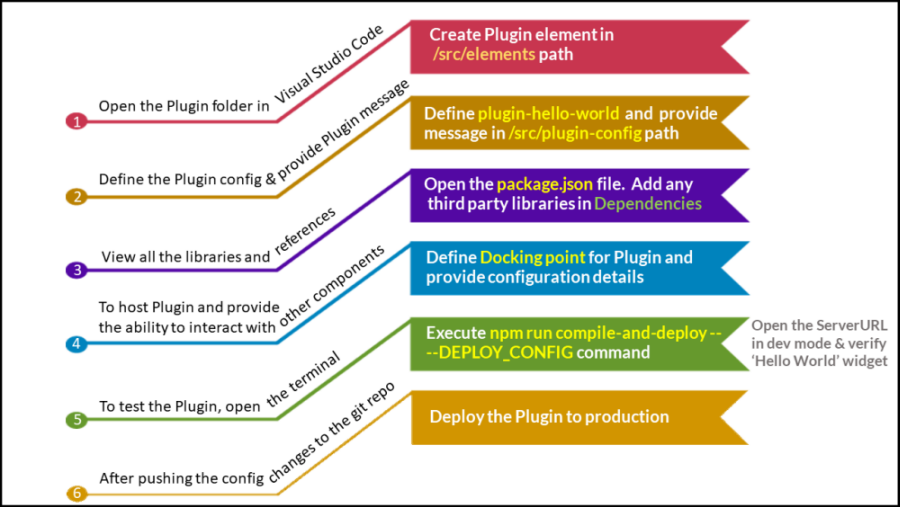 1
Open the Plugin folder in Visual Studio Code
Create Plugin element in
/src/elements path
2
Define the Plugin config & provide Plugin message
Define plugin-hello-world and provide
message in /src/plugin-config path
3
View all the libraries and references
Open the package.json file. Add any
third party libraries in Dependencies
4
To host Plugin and provide
the ability to interact with other components
Define Docking point for Plugin and
provide configuration details
5
To test the Plugin, open the terminal
Execute npm run compile-and-deploy --
--DEPLOY_CONFIG command
Open the ServerURL
in dev mode & verify
‘Hello World’ widget
6
After pushing the config changes to the git repo
Deploy the Plugin to production